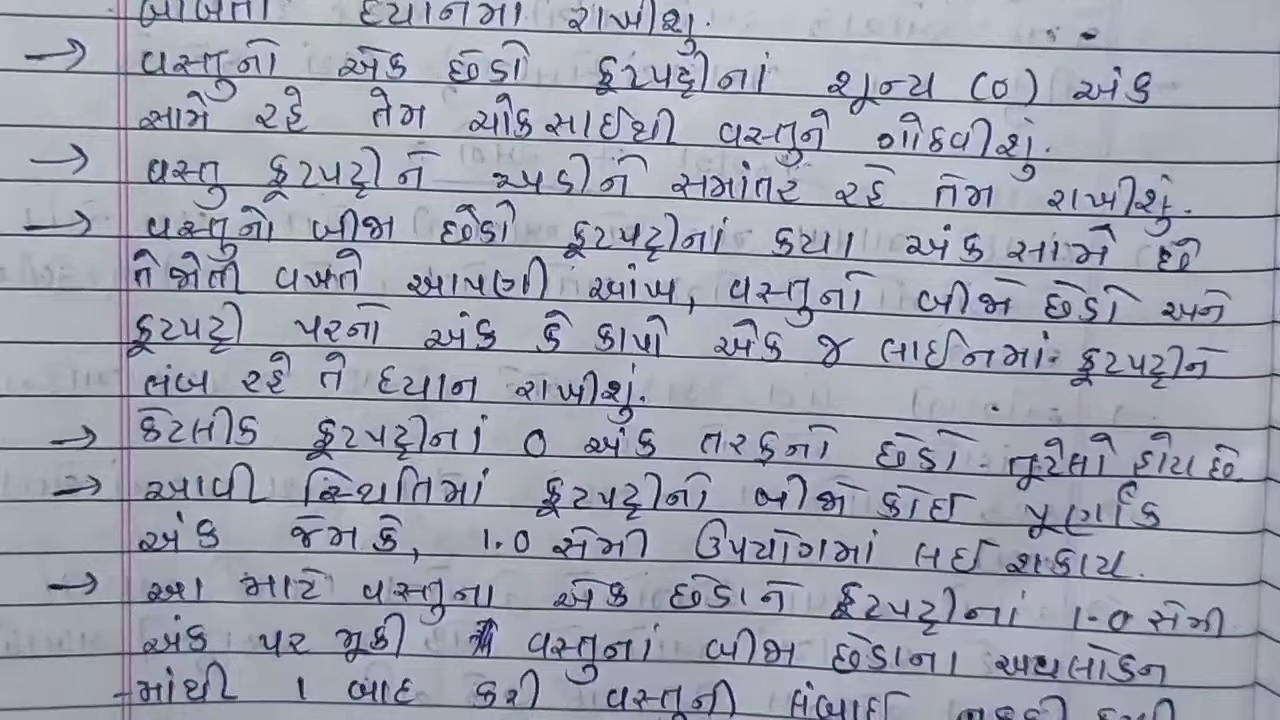 બાબતો ધ્યાનમાં રાખીશું.
→ વસ્તુનો એક છેડો ફૂટપટ્ટીનાં શૂન્ય (૦) અંક
સામે રહે તેમ ચોકસાઈથી વસ્તુને ગોઠવીશું.
→ વસ્તુ ફૂટપટ્ટીને અડીને સમાંતર રહે તેમ રાખીશું.
→ વસ્તુનો બીજો છેડો ફૂટપટ્ટીનાં કયા અંક સામે છે
તે જોતી વખતે આપણી આંખ, વસ્તુનો બીજો છેડો અને
ફૂટપટ્ટી પરનો અંક કે કાપો એક જ લાઈનમાં ફૂટપટ્ટીને
લંબ રહે તે ધ્યાન રાખીશું.
→ કેટલીક ફૂટપટ્ટીનાં 0 અંક તરફનો છેડો તૂટેલો હોય છે.
→ આવી સ્થિતિમાં ફૂટપટ્ટીનો બીજો કોઈ પૂર્ણાંક
અંક જેમકે, 1.0 સેમી ઉપયોગમાં લઈ શકાય.
→ આ માટે વસ્તુના એક છેડાને ફૂટપટ્ટીનાં 1.0 સેમી
અંક પર મૂકી વસ્તુનાં બીજા છેડાના અવલોકન
માંથી 1 બાદ કરી વસ્તુની લંબાઈ